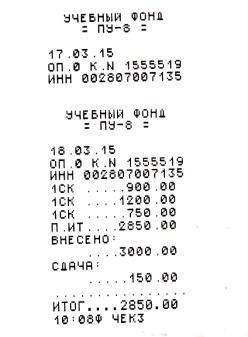 УЧЕБНЫЙ ФОНД
= ПУ-8 =
17.03.15
ОП.0 К.N 1555519
ИНН 002807007135
УЧЕБНЫЙ ФОНД
= ПУ-8 =
18.03.15
ОП.0 К.N 1555519
ИНН 002807007135
1СК .....900.00
1СК ....1200.00
1СК .....750.00
П.ИТ....2850.00
ВНЕСЕНО:
....3000.00
СДАЧА:
.....150.00
................
ИТОГ....2850.00
10:08Ф ЧЕК3